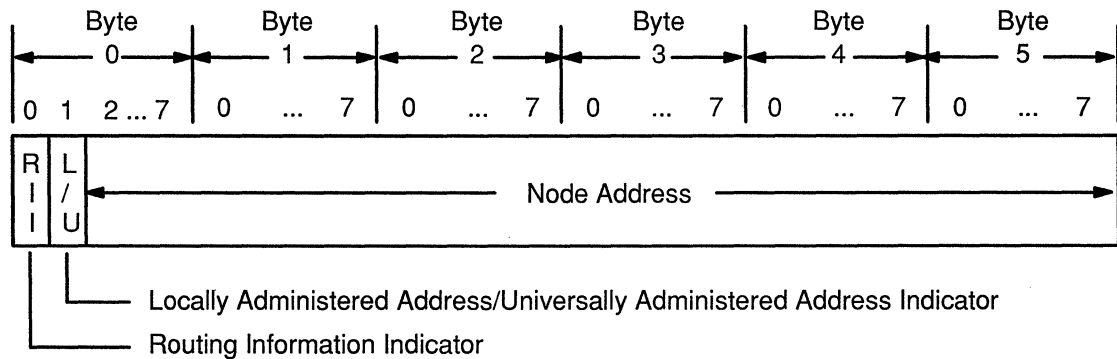 Byte Byte Byte Byte Byte Byte
0 1 2 3 4 5
0 1 2 ... 7 0 ... 7 0 ... 7 0 ... 7 0 ... 7 0 ... 7
R I I
L / U
Node Address
Locally Administered Address/Universally Administered Address Indicator
Routing Information Indicator